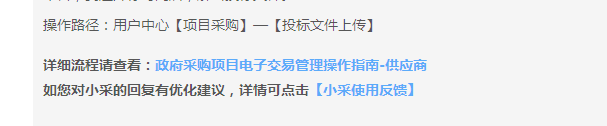 操作路径：用户中心【项目采购】—【投标文件上传】
详细流程请查看：政府采购项目电子交易管理操作指南-供应商
如您对小采的回复有优化建议，详情可点击【小采使用反馈】